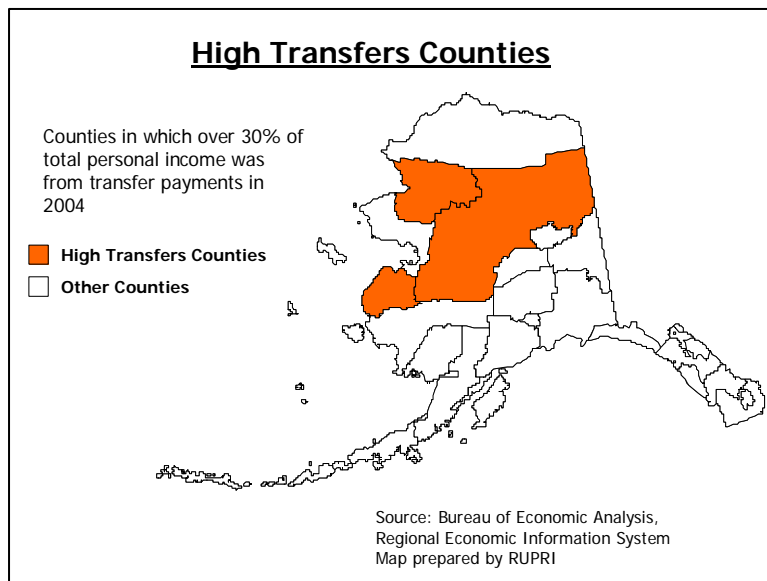 High Transfers Counties
Counties in which over 30% of
total personal income was
from transfer payments in
2004
High Transfers Counties
Other Counties
Source: Bureau of Economic Analysis,
Regional Economic Information System
Map prepared by RUPRI